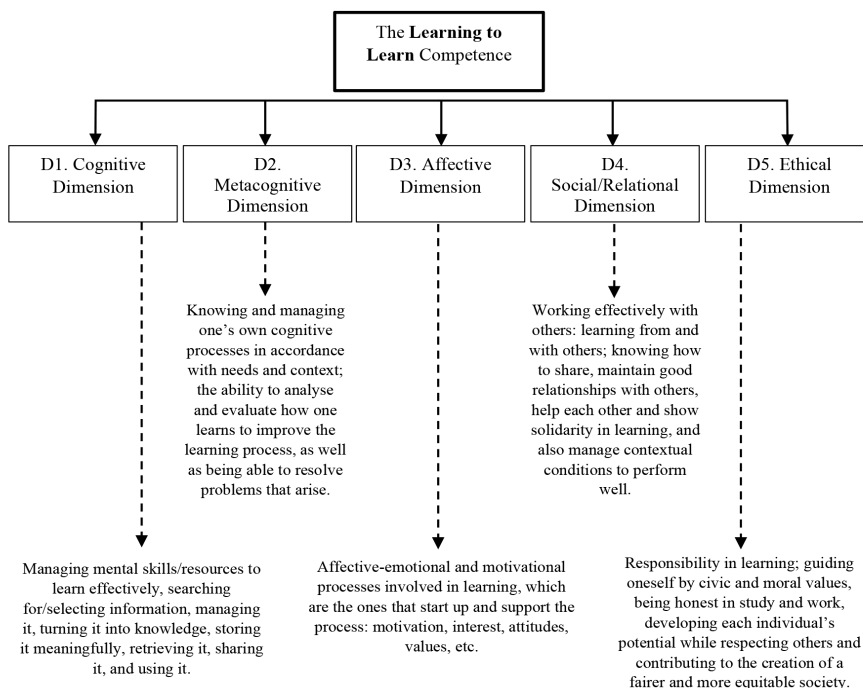 The Learning to
Learn Competence
D1. Cognitive
Dimension
D2.
Metacognitive
Dimension
D3. Affective
Dimension
D4.
Social/Relational
Dimension
D5. Ethical
Dimension
Knowing and managing
one’s own cognitive
processes in accordance
with needs and context;
the ability to analyse
and evaluate how one
learns to improve the
learning process, as well
as being able to resolve
problems that arise.
Working effectively with
others: learning from and
with others; knowing how
to share, maintain good
relationships with others,
help each other and show
solidarity in learning, and
also manage contextual
conditions to perform
well.
Managing mental skills/resources to
learn effectively, searching
for/selecting information, managing
it, turning it into knowledge, storing
it meaningfully, retrieving it, sharing
it, and using it.
Affective-emotional and motivational
processes involved in learning, which
are the ones that start up and support the
process: motivation, interest, attitudes,
values, etc.
Responsibility in learning; guiding
oneself by civic and moral values,
being honest in study and work,
developing each individual’s
potential while respecting others and
contributing to the creation of a
fairer and more equitable society.